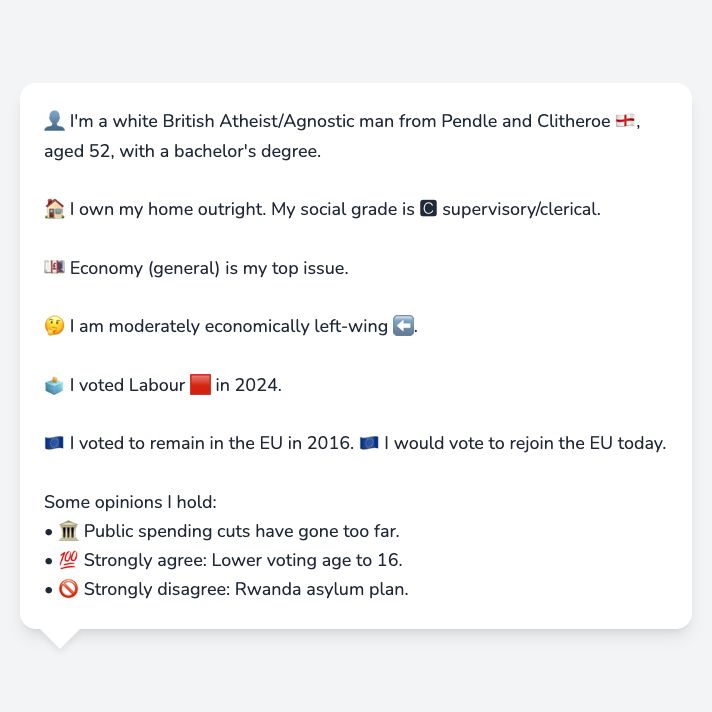 👤 I'm a white British Atheist/Agnostic man from Pendle and Clitheroe 🏴󠁧󠁢󠁥󠁮󠁧󠁿,
aged 52, with a bachelor's degree.
🏠 I own my home outright. My social grade is 🅲 supervisory/clerical.
💷 Economy (general) is my top issue.
🤔 I am moderately economically left-wing ⬅️.
🗳️ I voted Labour 🟥 in 2024.
🇪🇺 I voted to remain in the EU in 2016. 🇪🇺 I would vote to rejoin the EU today.
Some opinions I hold:
• 🏛️ Public spending cuts have gone too far.
• 💯 Strongly agree: Lower voting age to 16.
• 🚫 Strongly disagree: Rwanda asylum plan.